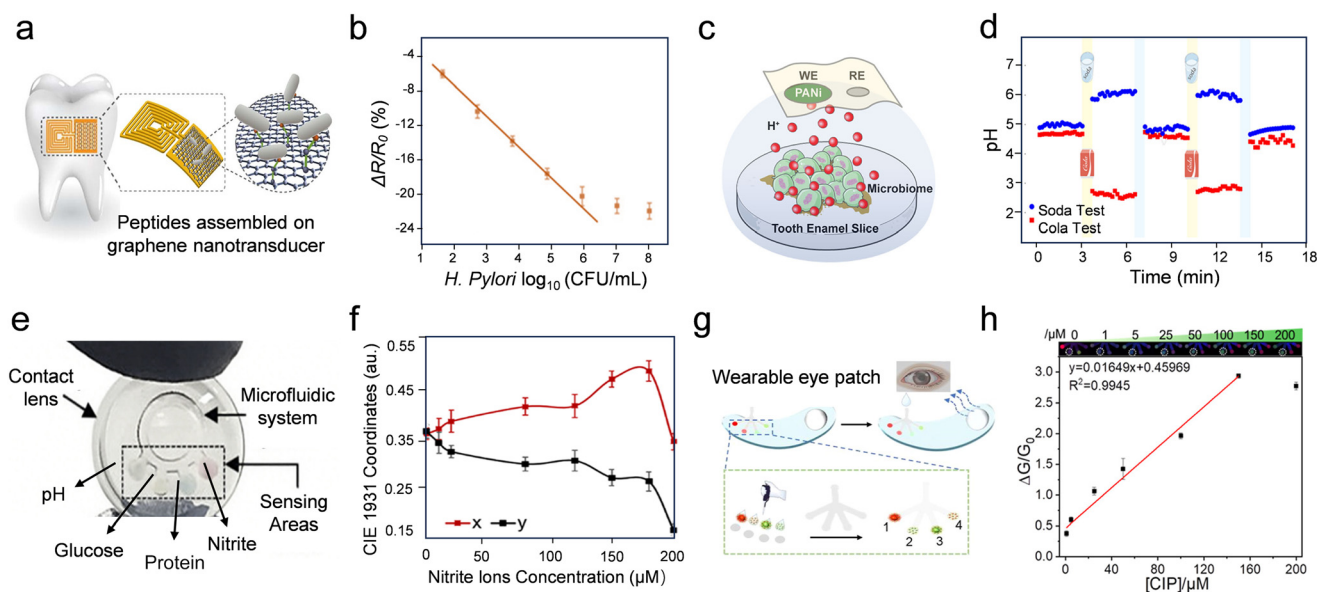 a
Peptides assembled on
graphene nanotransducer
b
ΔR/R0 (%)
-4
-8
-12
-16
-20
-24
1 2 3 4 5 6 7 8
H. Pylori log10 (CFU/mL)
c
WE RE
PANi
H+
Microbiome
Tooth Enamel Slice
d
pH
7
6
5
4
3
2
Soda
Soda
Soda Test
Cola Test
0 3 6 9 12 15 18
Time (min)
e
Contact
lens
Microfluidic
system
pH
Sensing
Areas
Glucose
Protein
Nitrite
f
CIE 1931 Coordinates (au.)
0.55
0.45
0.35
0.25
0.15
x y
0 50 100 150 200
Nitrite Ions Concentration (μM)
g
Wearable eye patch
1
2
3
4
h
/μM 0 1 5 25 50 100 150 200
y=0.01649x+0.45969
R2=0.9945
ΔG/G0
3.0
2.5
2.0
1.5
1.0
0.5
0.0
0 40 80 120 160 200
[CIP]/μM